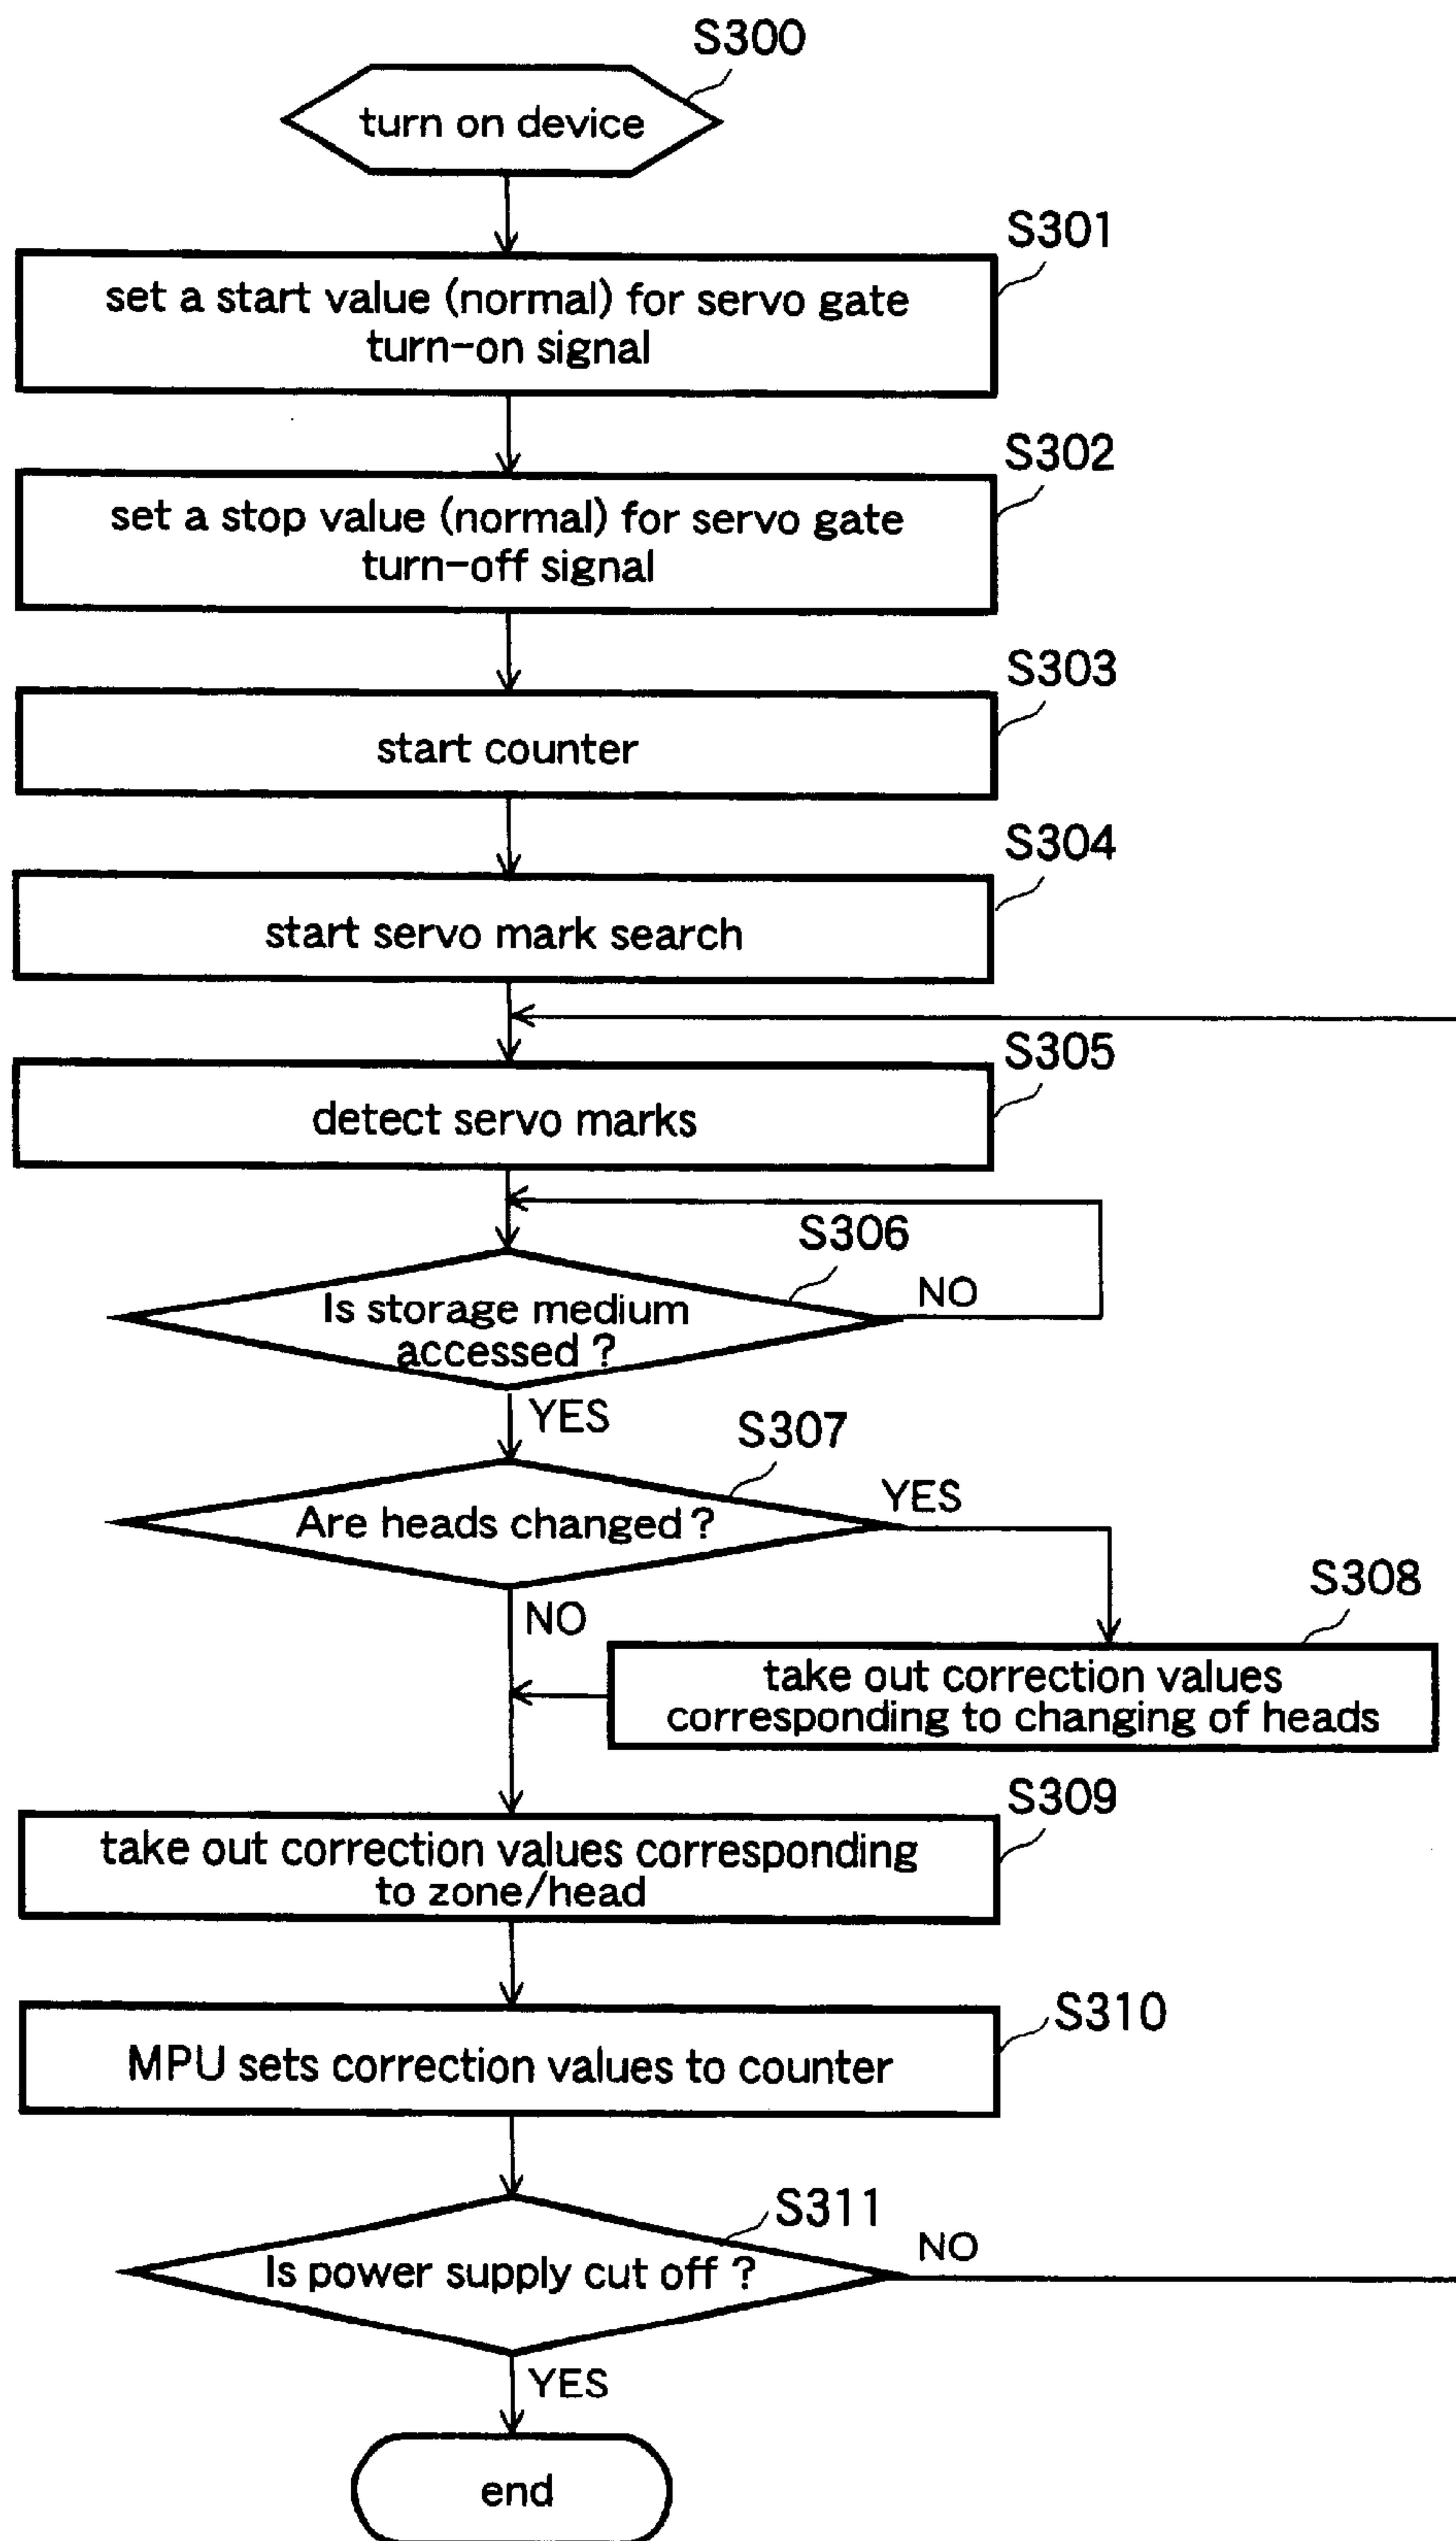 S300
turn on device
S301
set a start value (normal) for servo gate
turn-on signal
S302
set a stop value (normal) for servo gate
turn-off signal
S303
start counter
S304
start servo mark search
S305
detect servo marks
S306
NO
Is storage medium
accessed ?
YES
S307
YES
Are heads changed ?
S308
NO
take out correction values
corresponding to changing of heads
S309
take out correction values corresponding
to zone/head
S310
MPU sets correction values to counter
S311
NO
Is power supply cut off ?
YES
end